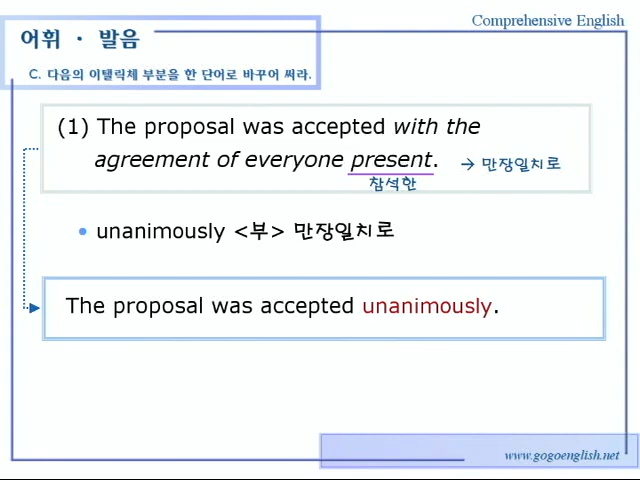 Comprehensive English
어휘 · 발음
C. 다음의 이탤릭체 부분을 한 단어로 바꾸어 써라.
(1) The proposal was accepted with the
agreement of everyone present. → 만장일치로
참석한
• unanimously <부> 만장일치로
The proposal was accepted unanimously.
www.gogoenglish.net